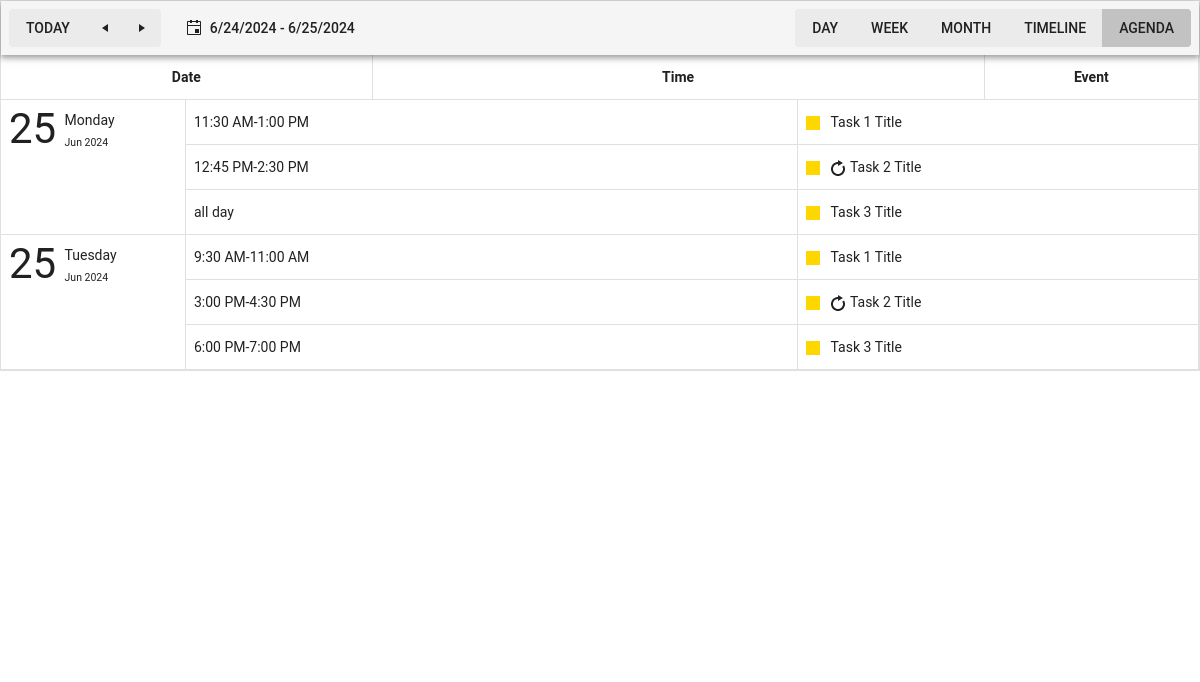 TODAY 6/24/2024 - 6/25/2024 DAY WEEK MONTH TIMELINE AGENDA
Date Time Event
25 Monday
Jun 2024
11:30 AM-1:00 PM Task 1 Title
12:45 PM-2:30 PM Task 2 Title
all day Task 3 Title
25 Tuesday
Jun 2024
9:30 AM-11:00 AM Task 1 Title
3:00 PM-4:30 PM Task 2 Title
6:00 PM-7:00 PM Task 3 Title